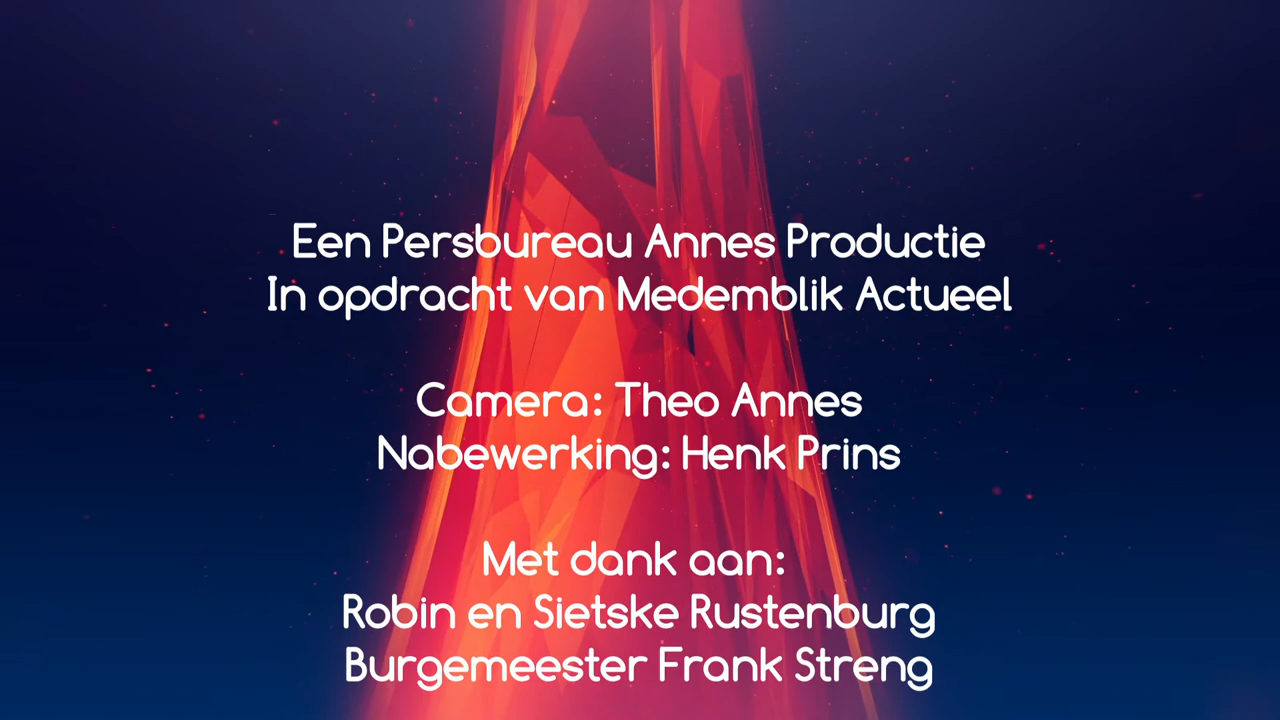 Een Persbureau Annes Productie
In opdracht van Medemblik Actueel
Camera: Theo Annes
Nabewerking: Henk Prins
Met dank aan:
Robin en Sietske Rustenburg
Burgemeester Frank Streng